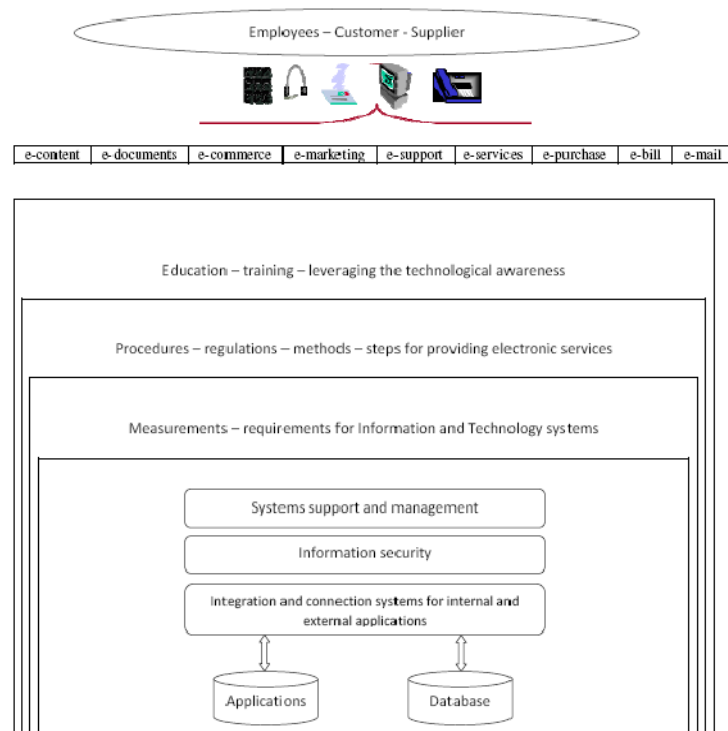 Employees – Customer - Supplier
e-content e-documents e-commerce e-marketing e-support e-services e-purchase e-bill e-mail
Education – training – leveraging the technological awareness
Procedures – regulations – methods – steps for providing electronic services
Measurements – requirements for Information and Technology systems
Systems support and management
Information security
Integration and connection systems for internal and
external applications
Applications Database